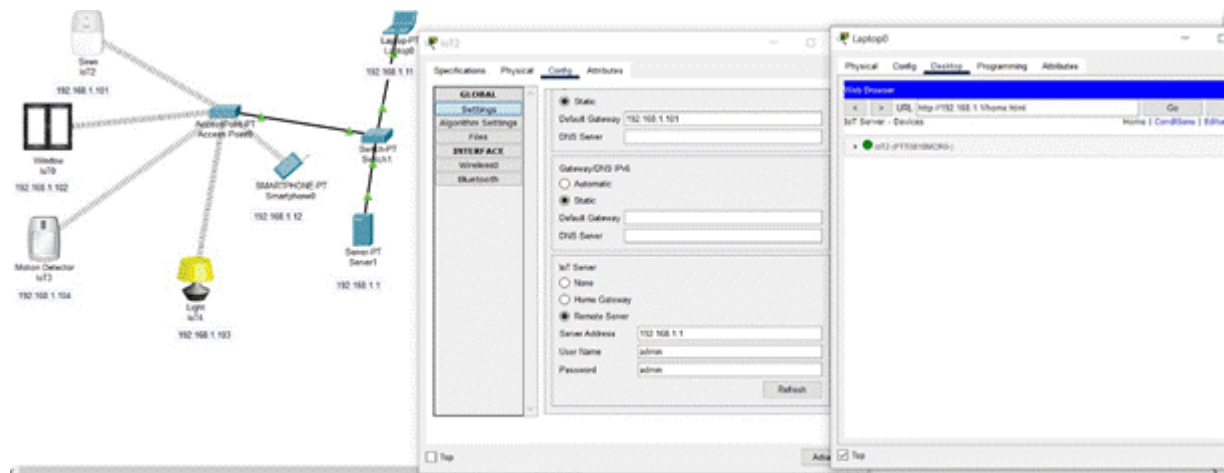 Siren
IoT2
192.168.1.101
Window
IoT0
192.168.1.102
Motion Detector
IoT3
192.168.1.104
Light
IoT4
192.168.1.103
AccessPoint-PT
Access Point0
SMARTPHONE-PT
Smartphone0
192.168.1.12
Laptop-PT
Laptop0
192.168.1.11
Switch-PT
Switch1
Server-PT
Server1
192.168.1.1
IoT2
Specifications Physical Config Attributes
GLOBAL
Settings
Algorithm Settings
Files
INTERFACE
Wireless0
Bluetooth
Static
Default Gateway 192.168.1.101
DNS Server
Gateway/DNS IPv6
Automatic
Static
Default Gateway
DNS Server
IoT Server
None
Home Gateway
Remote Server
Server Address 192.168.1.1
User Name admin
Password admin
Refresh
Top
Laptop0
Physical Config Desktop Programming Attributes
Web Browser
< > URL http://192.168.1.1/home.html Go
IoT Server - Devices Home | Conditions |
IoT2
Top